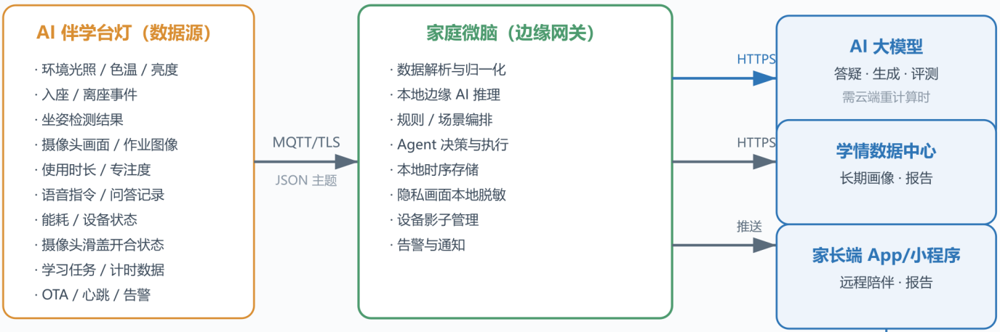 AI 伴学台灯（数据源）
· 环境光照 / 色温 / 亮度
· 入座 / 离座事件
· 坐姿检测结果
· 摄像头画面 / 作业图像
· 使用时长 / 专注度
· 语音指令 / 问答记录
· 能耗 / 设备状态
· 摄像头滑盖开合状态
· 学习任务 / 计时数据
· OTA / 心跳 / 告警
MQTT/TLS
JSON 主题
家庭微脑（边缘网关）
· 数据解析与归一化
· 本地边缘 AI 推理
· 规则 / 场景编排
· Agent 决策与执行
· 本地时序存储
· 隐私画面本地脱敏
· 设备影子管理
· 告警与通知
HTTPS
AI 大模型
答疑 · 生成 · 评测
需云端重计算时
HTTPS
学情数据中心
长期画像 · 报告
推送
家长端 App/小程序
远程陪伴 · 报告